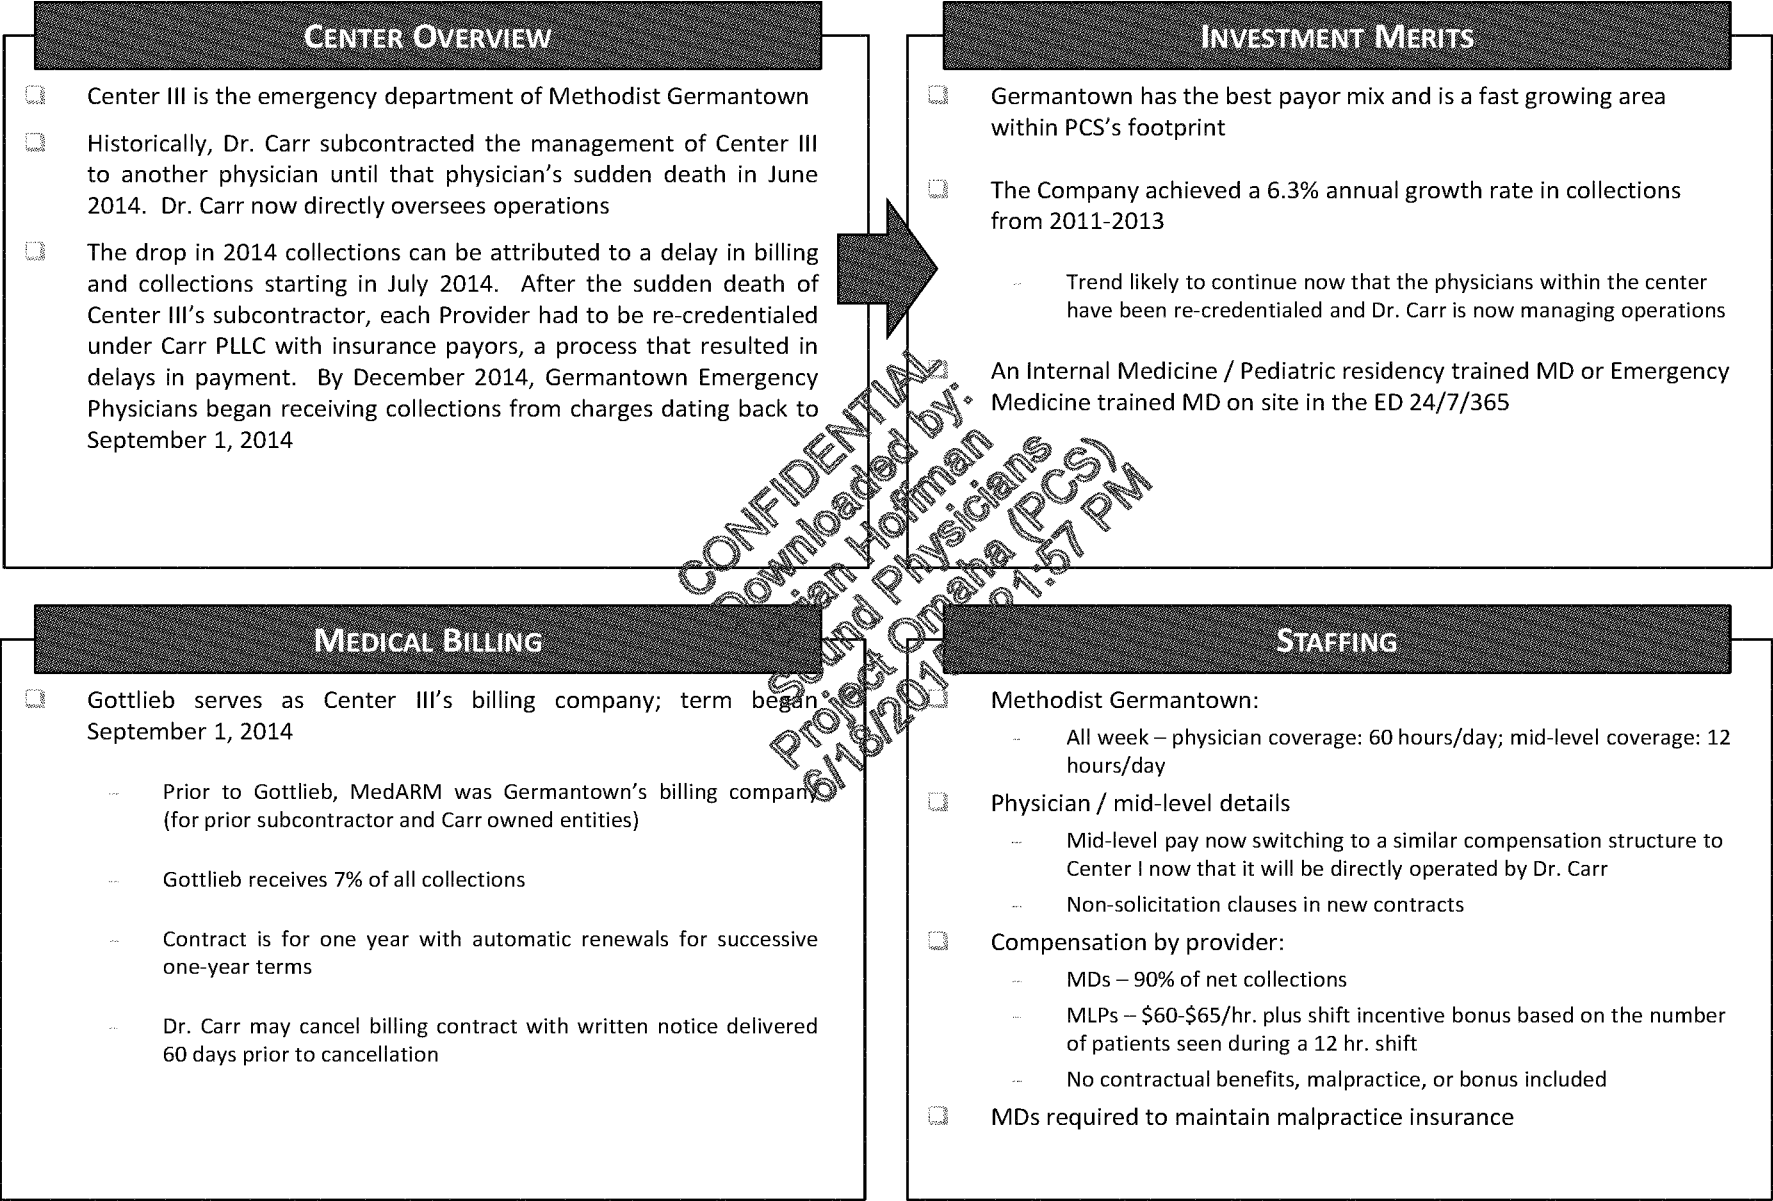 CENTER OVERVIEW
Center III is the emergency department of Methodist Germantown
Historically, Dr. Carr subcontracted the management of Center III
to another physician until that physician's sudden death in June
2014. Dr. Carr now directly oversees operations
The drop in 2014 collections can be attributed to a delay in billing
and collections starting in July 2014. After the sudden death of
Center III's subcontractor, each Provider had to be re-credentialed
under Carr PLLC with insurance payors, a process that resulted in
delays in payment. By December 2014, Germantown Emergency
Physicians began receiving collections from charges dating back to
September 1, 2014
INVESTMENT MERITS
Germantown has the best payor mix and is a fast growing area
within PCS's footprint
The Company achieved a 6.3% annual growth rate in collections
from 2011-2013
Trend likely to continue now that the physicians within the center
have been re-credentialed and Dr. Carr is now managing operations
An Internal Medicine / Pediatric residency trained MD or Emergency
Medicine trained MD on site in the ED 24/7/365
CONFIDENTIAL
Downloaded by:
Hoffman
Physicians
Project Omaha (PCS)
01:57 PM
MEDICAL BILLING
Gottlieb serves as Center III's billing company; term began
September 1, 2014
Prior to Gottlieb, MedARM was Germantown's billing company
(for prior subcontractor and Carr owned entities)
Gottlieb receives 7% of all collections
Contract is for one year with automatic renewals for successive
one-year terms
Dr. Carr may cancel billing contract with written notice delivered
60 days prior to cancellation
STAFFING
Methodist Germantown:
All week – physician coverage: 60 hours/day; mid-level coverage: 12
hours/day
Physician / mid-level details
Mid-level pay now switching to a similar compensation structure to
Center I now that it will be directly operated by Dr. Carr
Non-solicitation clauses in new contracts
Compensation by provider:
MDs – 90% of net collections
MLPs – $60-$65/hr. plus shift incentive bonus based on the number
of patients seen during a 12 hr. shift
No contractual benefits, malpractice, or bonus included
MDs required to maintain malpractice insurance